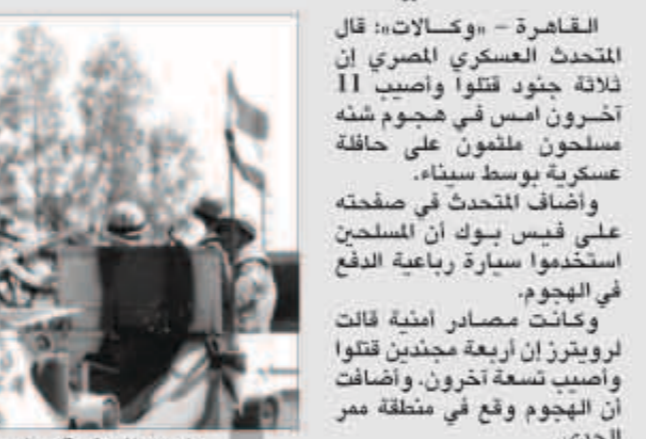 القاهرة – «وكالات»: قال
المتحدث العسكري المصري إن
ثلاثة جنود قتلوا وأصيب 11
آخرون امس في هجوم شنه
مسلحون ملثمون على حافلة
عسكرية بوسط سيناء.
وأضاف المتحدث في صفحته
على فيس بوك أن المسلحين
استخدموا سيارة رباعية الدفع
في الهجوم.
وكانت مصادر أمنية قالت
لرويترز إن أربعة مجندين قتلوا
وأصيب تسعة آخرون. وأضافت
أن الهجوم وقع في منطقة ممر